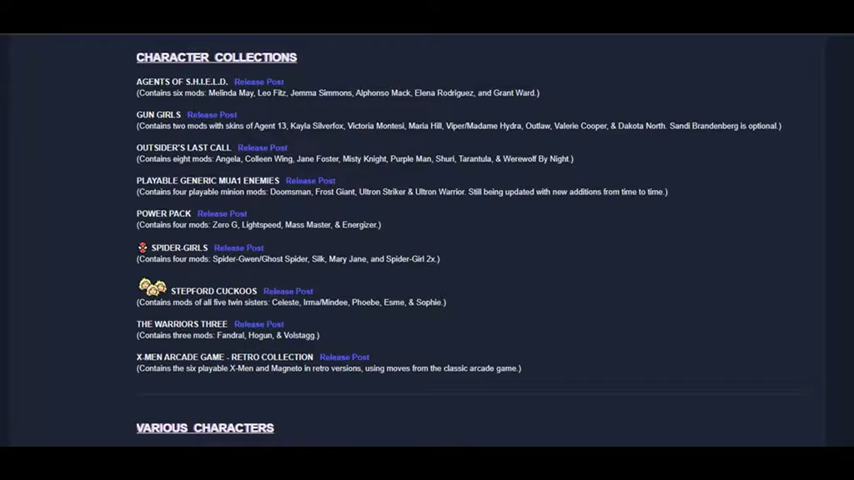 CHARACTER COLLECTIONS
AGENTS OF S.H.I.E.L.D. Release Post
(Contains six mods: Melinda May, Leo Fitz, Jemma Simmons, Alphonso Mack, Elena Rodriguez, and Grant Ward.)
GUN GIRLS Release Post
(Contains two mods with skins of Agent 13, Kayla Silverfox, Victoria Montesi, Maria Hill, Viper/Madame Hydra, Outlaw, Valerie Cooper, & Dakota North. Sandi Brandenberg is optional.)
OUTSIDER'S LAST CALL Release Post
(Contains eight mods: Angela, Colleen Wing, Jane Foster, Misty Knight, Purple Man, Shuri, Tarantula, & Werewolf By Night.)
PLAYABLE GENERIC MUA1 ENEMIES Release Post
(Contains four playable minion mods: Doomsman, Frost Giant, Ultron Striker & Ultron Warrior. Still being updated with new additions from time to time.)
POWER PACK Release Post
(Contains four mods: Zero G, Lightspeed, Mass Master, & Energizer.)
SPIDER-GIRLS Release Post
(Contains four mods: Spider-Gwen/Ghost Spider, Silk, Mary Jane, and Spider-Girl 2x.)
STEPFORD CUCKOOS Release Post
(Contains mods of all five twin sisters: Celeste, Irma/Mindee, Phoebe, Esme, & Sophie.)
THE WARRIORS THREE Release Post
(Contains three mods: Fandral, Hogun, & Volstagg.)
X-MEN ARCADE GAME - RETRO COLLECTION Release Post
(Contains the six playable X-Men and Magneto in retro versions, using moves from the classic arcade game.)
VARIOUS CHARACTERS